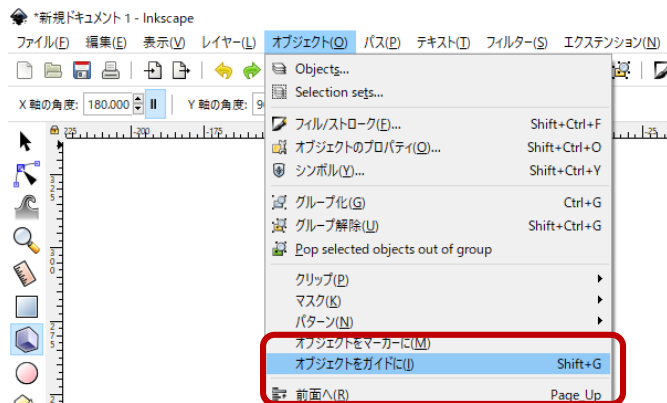 *新規ドキュメント 1 - Inkscape
ファイル(F) 編集(E) 表示(V) レイヤー(L) オブジェクト(O) パス(P) テキスト(T) フィルター(S) エクステンション(N)
Objects...
Selection sets...
X 軸の角度: 180.000 Y 軸の角度: 9
フィル/ストローク(F)... Shift+Ctrl+F
オブジェクトのプロパティ(O)... Shift+Ctrl+O
シンボル(Y)... Shift+Ctrl+Y
グループ化(G) Ctrl+G
グループ解除(U) Shift+Ctrl+G
Pop selected objects out of group
クリップ(P)
マスク(K)
パターン(N)
オブジェクトをマーカーに(M)
オブジェクトをガイドに(I) Shift+G
前面へ(R) Page Up